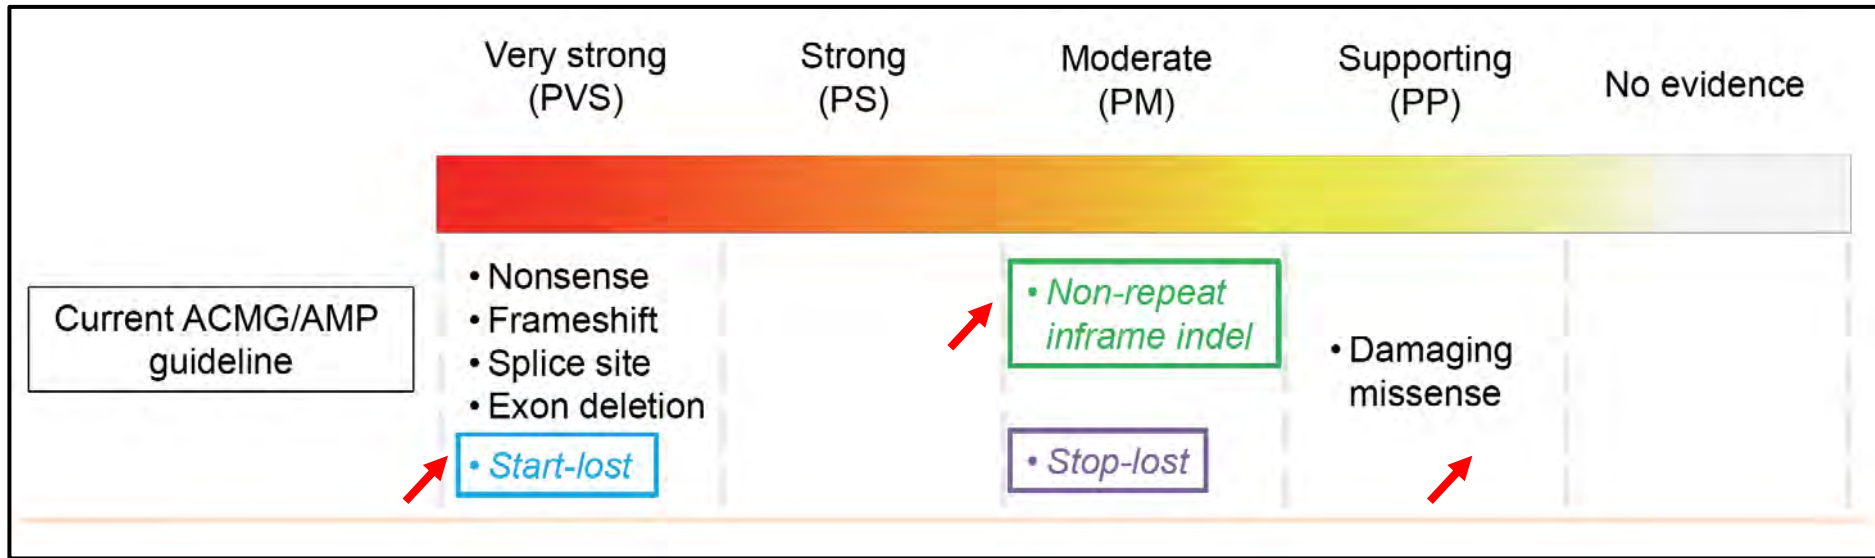 Very strong
(PVS)
Strong
(PS)
Moderate
(PM)
Supporting
(PP)
No evidence
Current ACMG/AMP
guideline
• Nonsense
• Frameshift
• Splice site
• Exon deletion
• Start-lost
• Non-repeat
inframe indel
• Stop-lost
• Damaging
missense